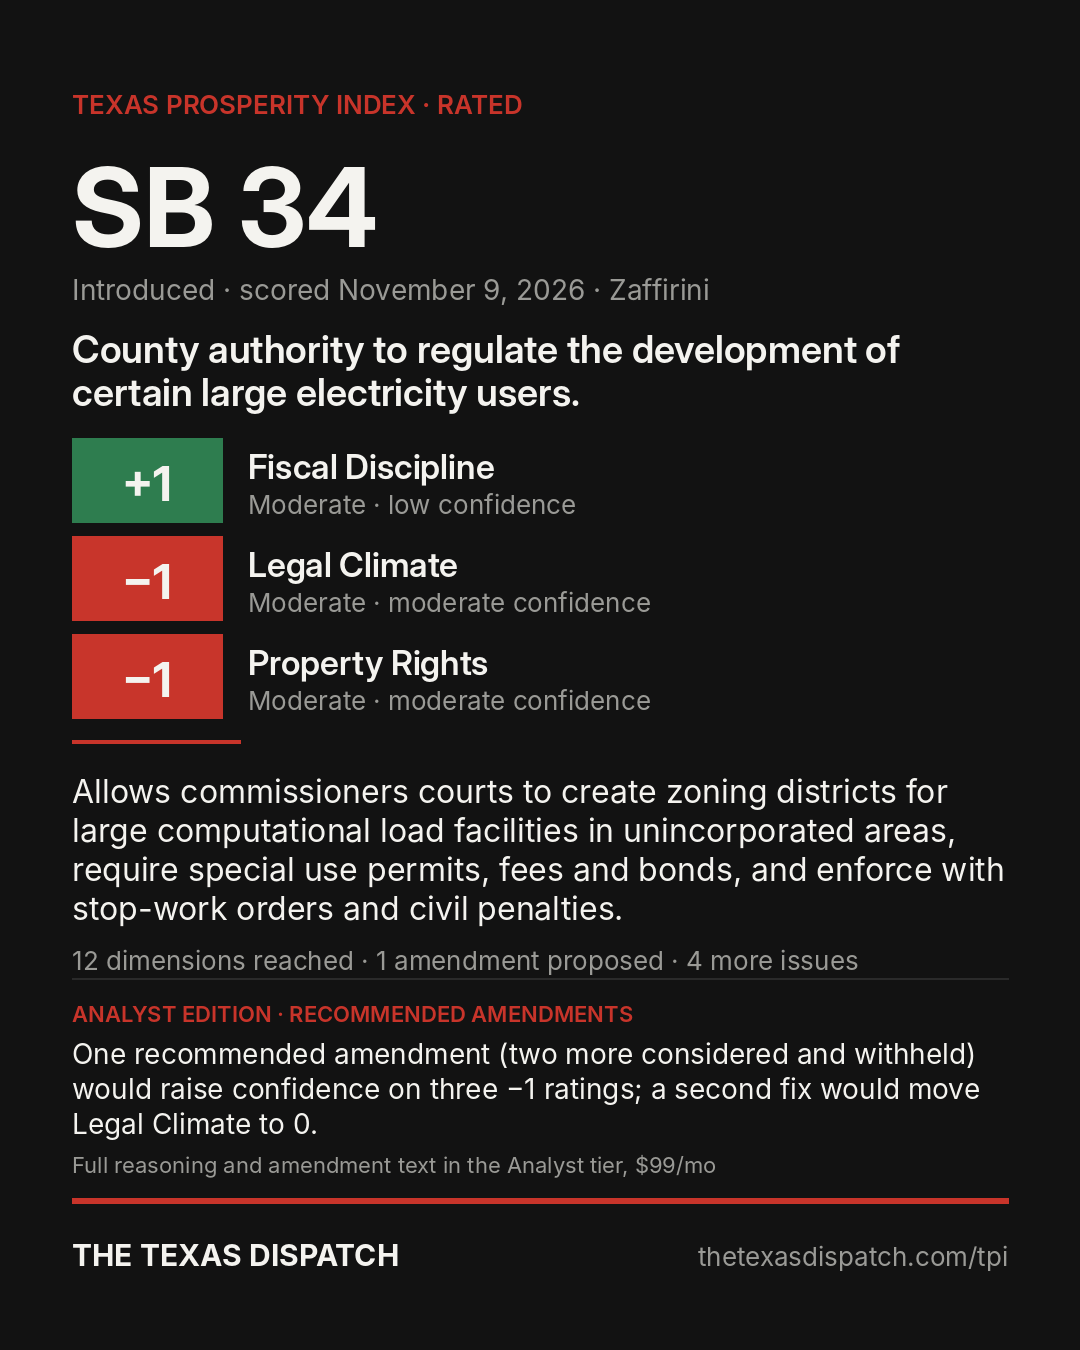 TEXAS PROSPERITY INDEX · RATED
SB 34
Introduced · scored November 9, 2026 · Zaffirini
County authority to regulate the development of
certain large electricity users.
+1
Fiscal Discipline
Moderate · low confidence
−1
Legal Climate
Moderate · moderate confidence
−1
Property Rights
Moderate · moderate confidence
Allows commissioners courts to create zoning districts for
large computational load facilities in unincorporated areas,
require special use permits, fees and bonds, and enforce with
stop-work orders and civil penalties.
12 dimensions reached · 1 amendment proposed · 4 more issues
ANALYST EDITION · RECOMMENDED AMENDMENTS
One recommended amendment (two more considered and withheld)
would raise confidence on three −1 ratings; a second fix would move
Legal Climate to 0.
Full reasoning and amendment text in the Analyst tier, $99/mo
THE TEXAS DISPATCH
thetexasdispatch.com/tpi